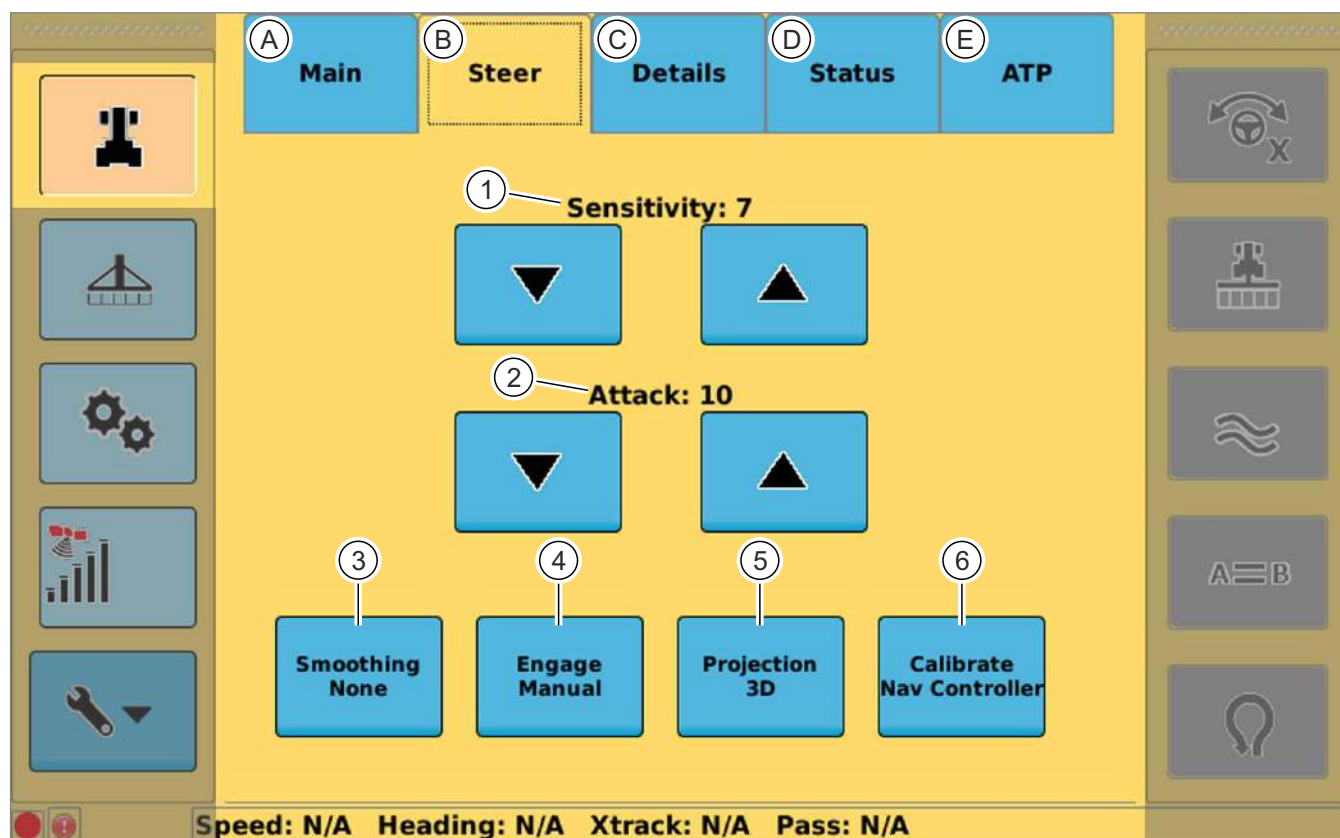 A Main B Steer C Details D Status E ATP
X
1 Sensitivity: 7
2 Attack: 10
3 4 5 6
Smoothing None
Engage Manual
Projection 3D
Calibrate Nav Controller
A B
Speed: N/A Heading: N/A Xtrack: N/A Pass: N/A